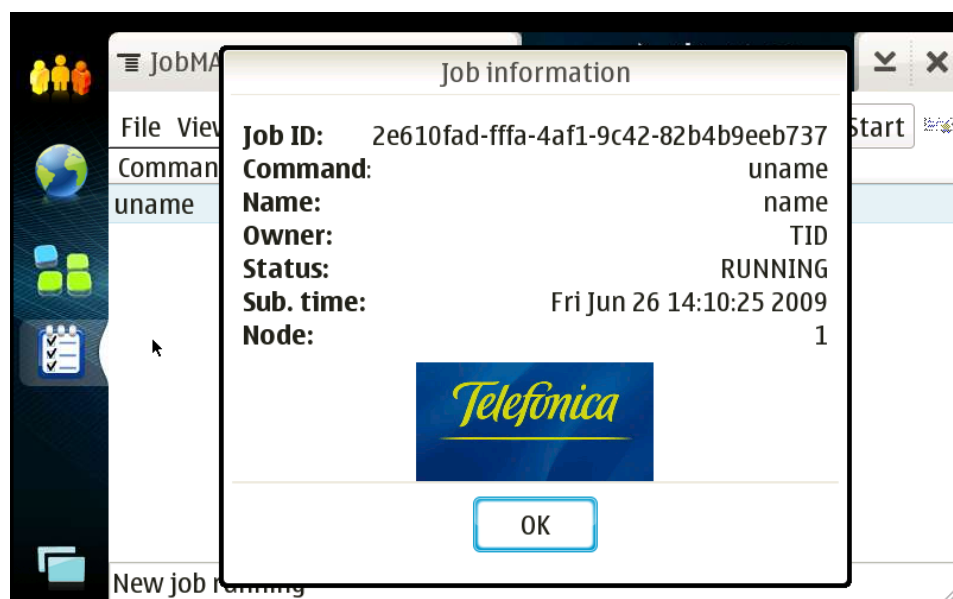 JobMA
Job information
File View
Start
Job ID: 2e610fad-fffa-4af1-9c42-82b4b9eeb737
Comman
Command: uname
uname
Name: name
Owner: TID
Status: RUNNING
Sub. time: Fri Jun 26 14:10:25 2009
Node: 1
Telefónica
OK
New job running